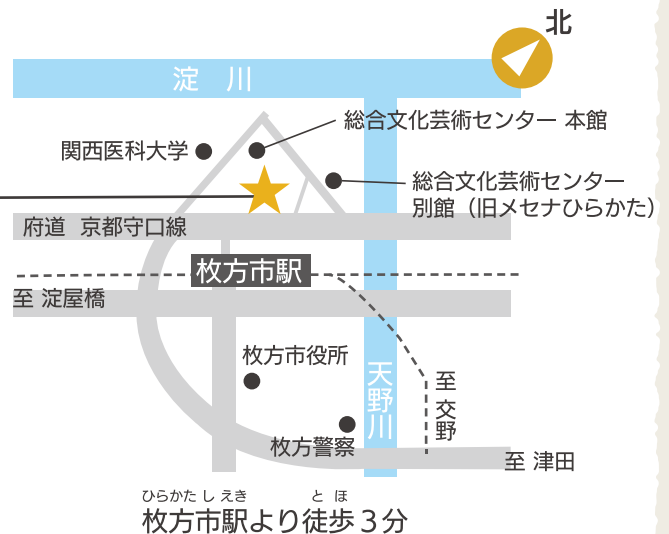 北
淀 川
総合文化芸術センター 本館
関西医科大学
総合文化芸術センター
別館（旧メセナひらかた）
府道 京都守口線
枚方市駅
至 淀屋橋
枚方市役所
天野川
至 交野
枚方警察
至 津田
ひらかた し えき と ほ
枚方市駅より徒歩３分